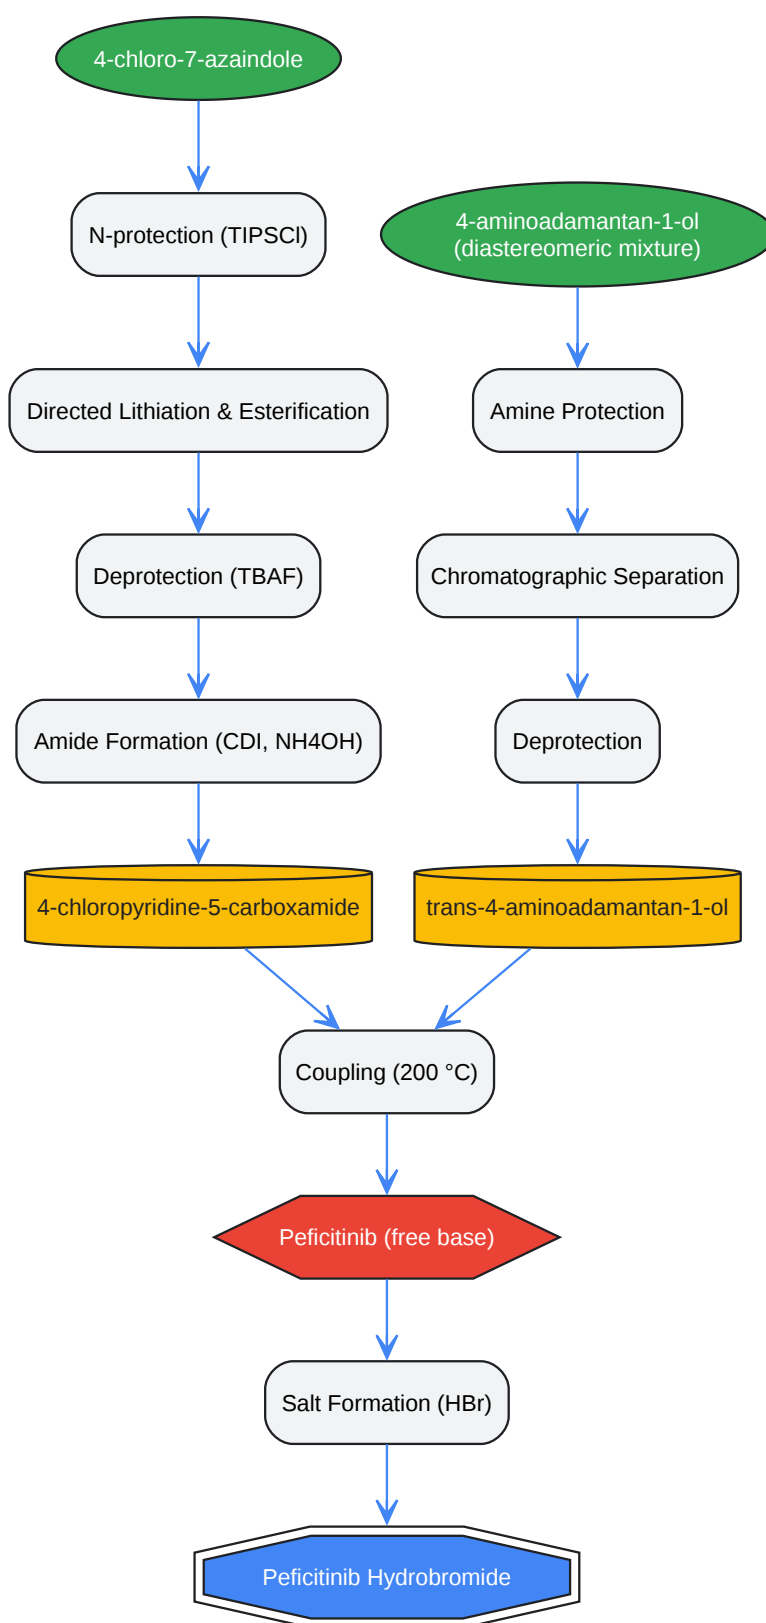 4-chloro-7-azaindole
N-protection (TIPSCl)
4-aminoadamantan-1-ol
(diastereomeric mixture)
Directed Lithiation & Esterification
Amine Protection
Deprotection (TBAF)
Chromatographic Separation
Amide Formation (CDI, NH4OH)
Deprotection
4-chloropyridine-5-carboxamide
trans-4-aminoadamantan-1-ol
Coupling (200 °C)
Peficitinib (free base)
Salt Formation (HBr)
Peficitinib Hydrobromide